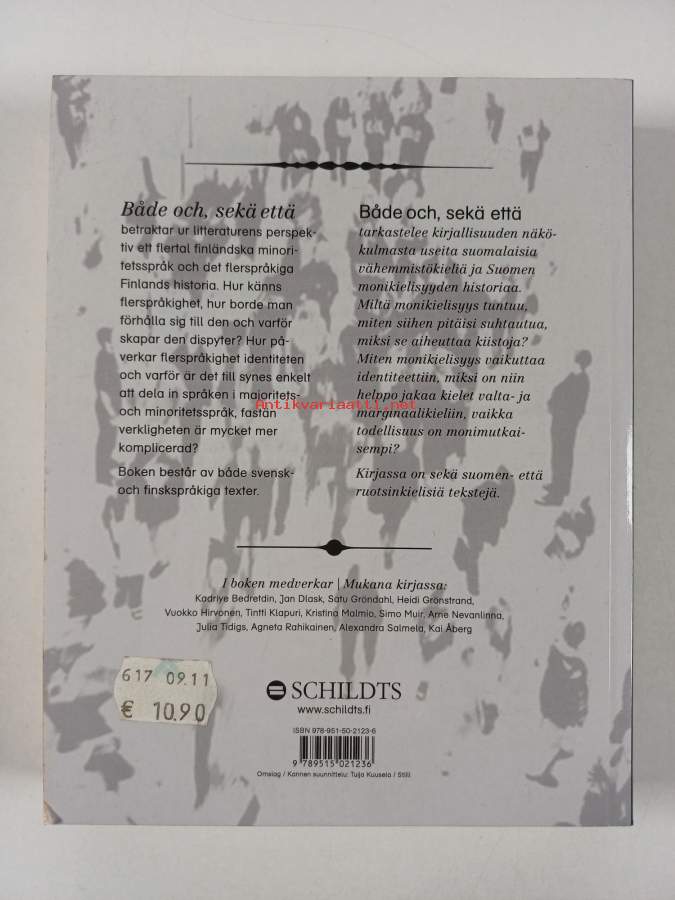 Både och, sekä että
betraktar ur litteraturens perspek-
tiv ett flertal finländska minori-
tetsspråk och det flerspråkiga
Finlands historia. Hur känns
flerspråkighet, hur borde man
förhålla sig till den och varför
skapar den dispyter? Hur på-
verkar flerspråkighet identiteten
och varför är det till synes enkelt
att dela in språken i majoritets-
och minoritetsspråk, fastän
verkligheten är mycket mer
komplicerad?
Boken består av både svensk-
och finskspråkiga texter.
Både och, sekä että
tarkastelee kirjallisuuden näkö-
kulmasta useita suomalaisia
vähemmistökieliä ja Suomen
monikielisyyden historiaa.
Miltä monikielisyys tuntuu,
miten siihen pitäisi suhtautua,
miksi se aiheuttaa kiistoja?
Miten monikielisyys vaikuttaa
identiteettiin, miksi on niin
helppo jakaa kielet valta- ja
marginaalikieliin, vaikka
todellisuus on monimutkai-
sempi?
Kirjassa on sekä suomen- että
ruotsinkielisiä tekstejä.
Antikvariaatti.net
I boken medverkar | Mukana kirjassa:
Kadriye Bedretdin, Jan Dlask, Satu Gröndahl, Heidi Grönstrand,
Vuokko Hirvonen, Tintti Klapuri, Kristina Malmio, Simo Muir, Arne Nevanlinna,
Julia Tidigs, Agneta Rahikainen, Alexandra Salmela, Kai Åberg
617 09.11
€ 10.90
SCHILDTS
www.schildts.fi
ISBN 978-951-50-2123-6
9 789515 021236
Omslag / Kannen suunnittelu: Tuija Kuusela / Stilli